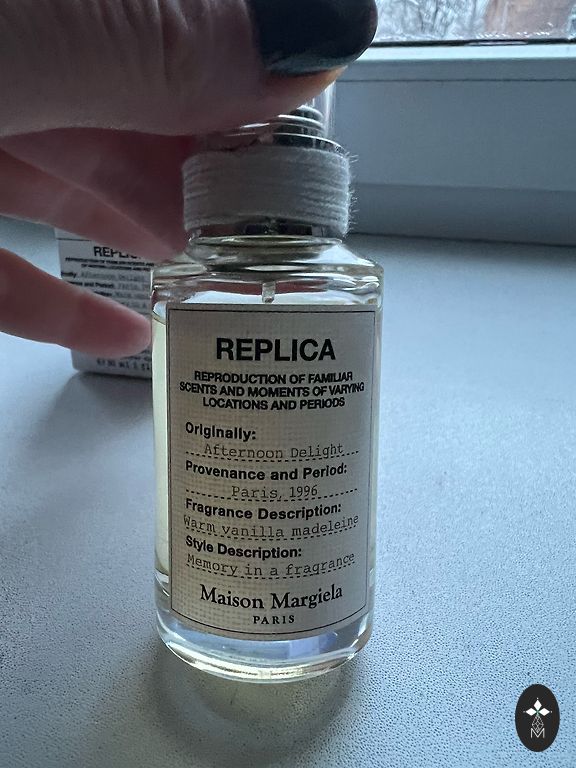 REPLICA
REPRODUCTION OF FAMILIAR
SCENTS AND MOMENTS OF VARYING
LOCATIONS AND PERIODS
Originally:
Afternoon Delight
Provenance and Period:
Paris, 1996
Fragrance Description:
Warm vanilla madeleine
Style Description:
Memory in a fragrance
Maison Margiela
PARIS